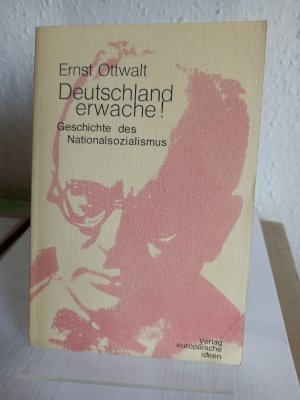 Ernst Ottwalt
Deutschland
erwache!
Geschichte des
Nationalsozialismus
Verlag
europäische
ideen